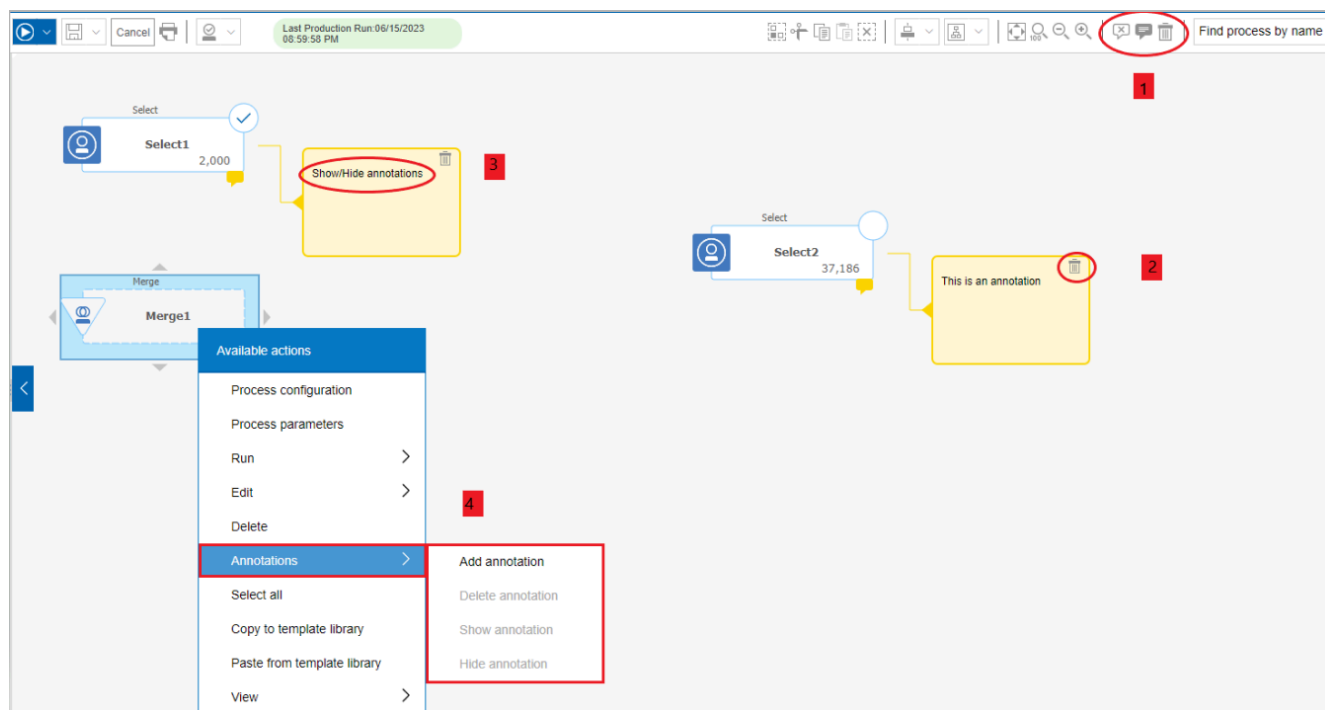 Cancel
Last Production Run:06/15/2023
08:59:58 PM
100
Find process by name
1
Select
Select1
2,000
Show/Hide annotations
3
Select
Select2
37,186
This is an annotation
2
Merge
Merge1
Available actions
Process configuration
Process parameters
Run
Edit
4
Delete
Annotations
Add annotation
Select all
Delete annotation
Copy to template library
Show annotation
Paste from template library
Hide annotation
View